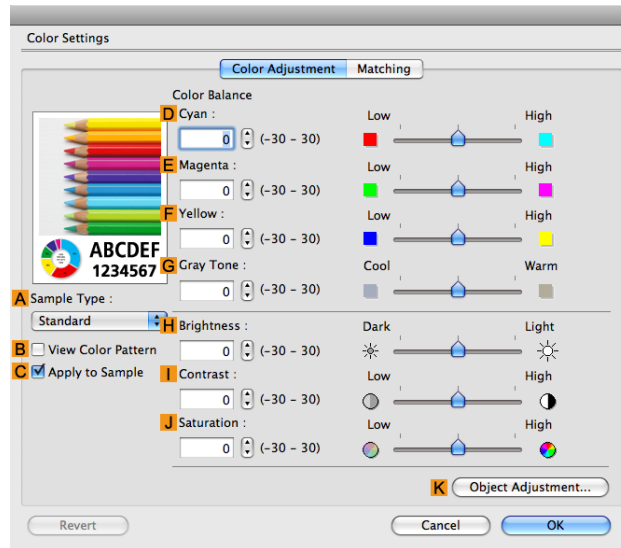 Color Settings
Color Adjustment Matching
Color Balance
D Cyan : Low High
0 (-30 – 30)
E Magenta : Low High
0 (-30 – 30)
F Yellow : Low High
0 (-30 – 30)
ABCDEF
1234567
G Gray Tone : Cool Warm
0 (-30 – 30)
A Sample Type :
Standard
H Brightness : Dark Light
B View Color Pattern 0 (-30 – 30)
C Apply to Sample
I Contrast : Low High
0 (-30 – 30)
J Saturation : Low High
0 (-30 – 30)
K Object Adjustment...
Revert Cancel OK